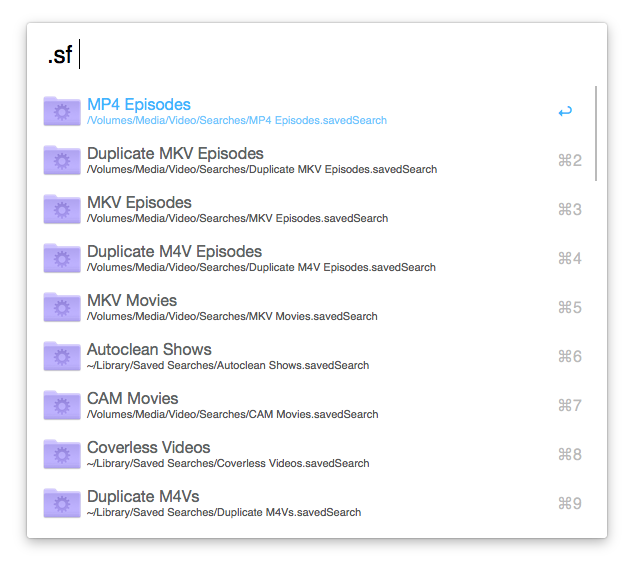 .sf
MP4 Episodes
/Volumes/Media/Video/Searches/MP4 Episodes.savedSearch
Duplicate MKV Episodes
/Volumes/Media/Video/Searches/Duplicate MKV Episodes.savedSearch
⌘2
MKV Episodes
/Volumes/Media/Video/Searches/MKV Episodes.savedSearch
⌘3
Duplicate M4V Episodes
/Volumes/Media/Video/Searches/Duplicate M4V Episodes.savedSearch
⌘4
MKV Movies
/Volumes/Media/Video/Searches/MKV Movies.savedSearch
⌘5
Autoclean Shows
~/Library/Saved Searches/Autoclean Shows.savedSearch
⌘6
CAM Movies
/Volumes/Media/Video/Searches/CAM Movies.savedSearch
⌘7
Coverless Videos
~/Library/Saved Searches/Coverless Videos.savedSearch
⌘8
Duplicate M4Vs
~/Library/Saved Searches/Duplicate M4Vs.savedSearch
⌘9